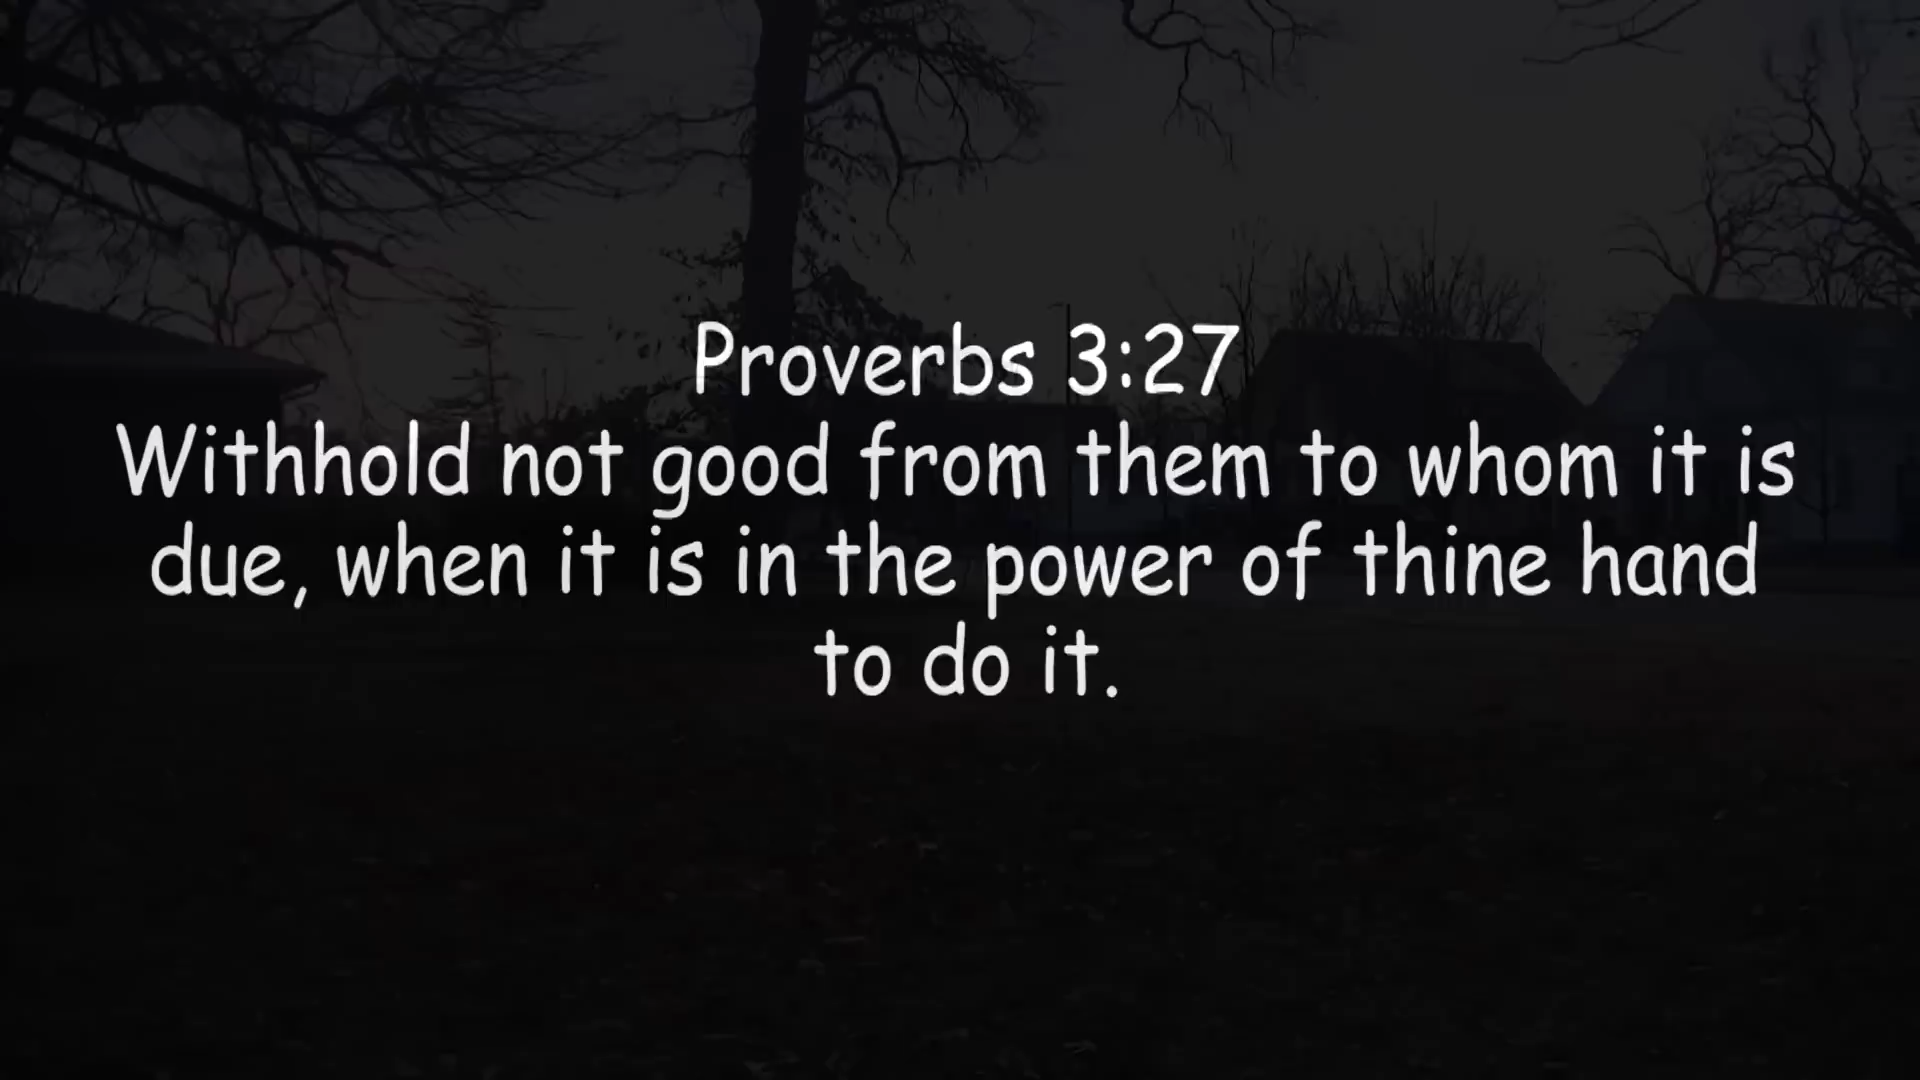 Proverbs 3:27
Withhold not good from them to whom it is
due, when it is in the power of thine hand
to do it.